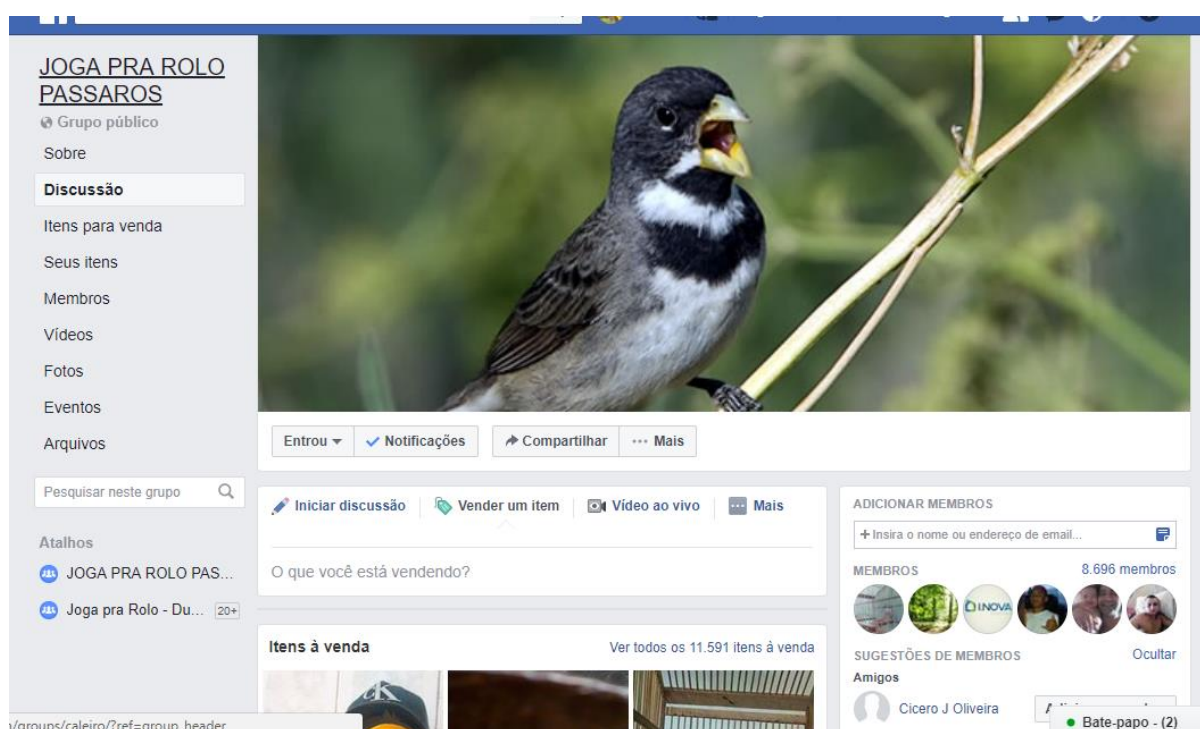 JOGA PRA ROLO
PASSAROS
Grupo público
Sobre
Discussão
Itens para venda
Seus itens
Membros
Vídeos
Fotos
Eventos
Arquivos
Pesquisar neste grupo
Atalhos
JOGA PRA ROLO PAS...
Joga pra Rolo - Du... 20+
Entrou Notificações Compartilhar Mais
Iniciar discussão Vender um item Vídeo ao vivo Mais
O que você está vendendo?
Itens à venda Ver todos os 11.591 itens à venda
CK
ADICIONAR MEMBROS
+ Insira o nome ou endereço de email...
MEMBROS 8.696 membros
INOVA
SUGESTÕES DE MEMBROS Ocultar
Amigos
Cicero J Oliveira
Bate-papo - (2)
/groups/caleiro/?ref=group_header